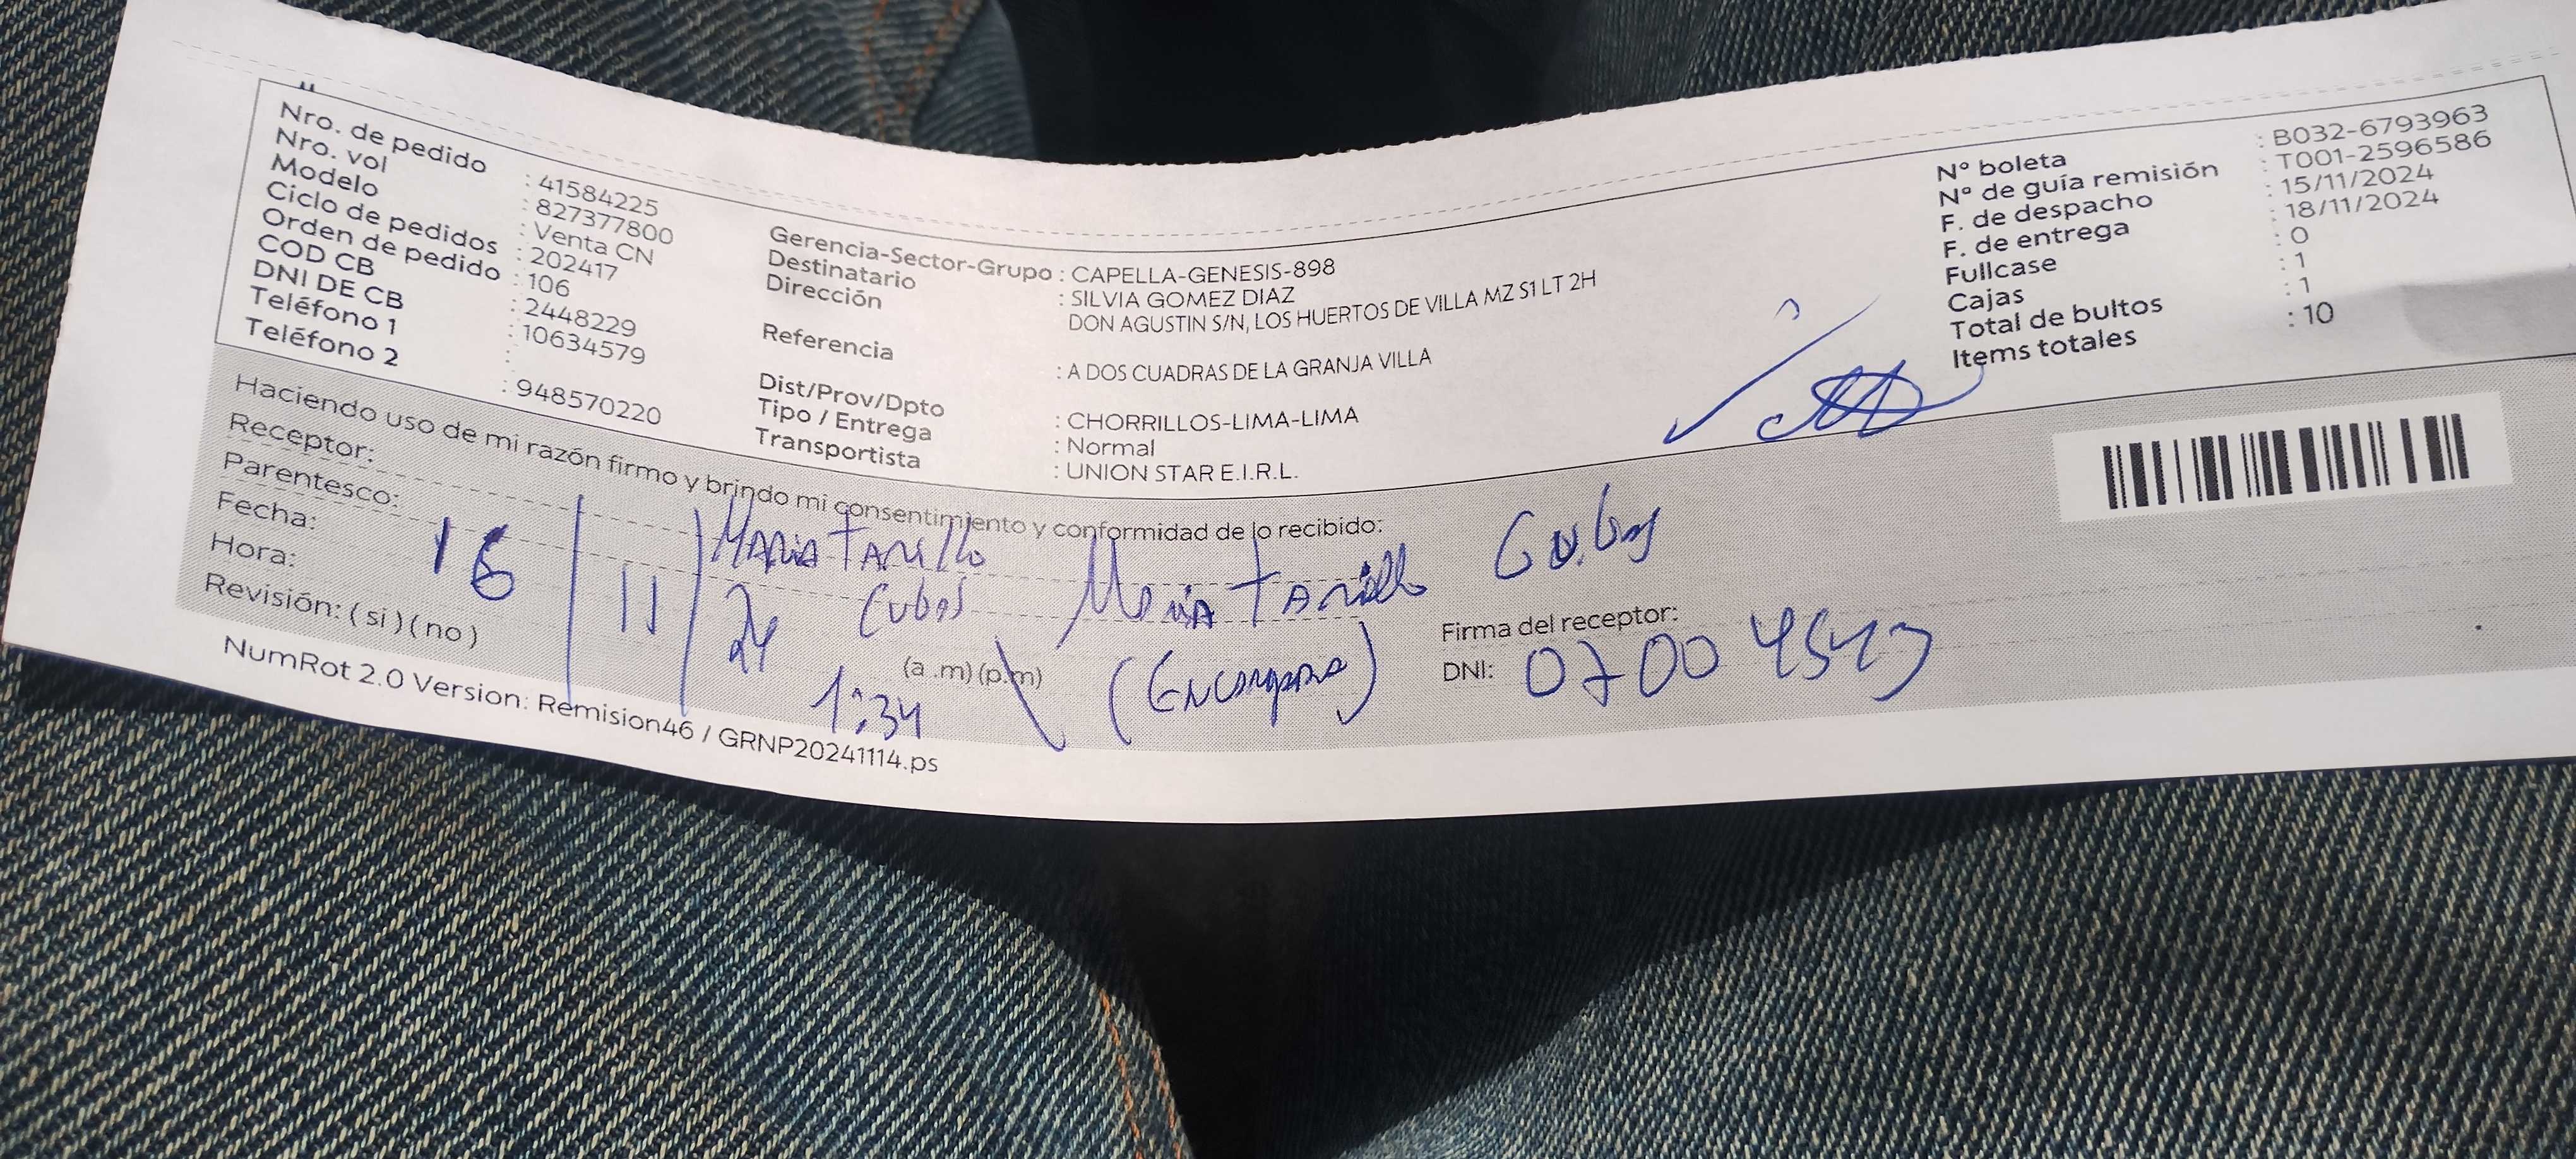 Nro. de pedido : 41584225
Nro. vol : 827377800
Modelo : Venta CN
Ciclo de pedidos : 202417
Orden de pedido : 106
COD CB : 2448229
DNI DE CB : 10634579
Teléfono 1 :
Teléfono 2 : 948570220
Gerencia-Sector-Grupo : CAPELLA-GENESIS-898
Destinatario : SILVIA GOMEZ DIAZ
Dirección DON AGUSTIN S/N, LOS HUERTOS DE VILLA MZ S1 LT 2H
Referencia : A DOS CUADRAS DE LA GRANJA VILLA
Dist/Prov/Dpto : CHORRILLOS-LIMA-LIMA
Tipo / Entrega : Normal
Transportista : UNION STAR E.I.R.L.
N° boleta : B032-6793963
N° de guía remisión : T001-2596586
F. de despacho : 15/11/2024
F. de entrega : 18/11/2024
Fullcase : 0
Cajas : 1
Total de bultos : 1
Items totales : 10
Haciendo uso de mi razón firmo y brindo mi consentimiento y conformidad de lo recibido:
Receptor:
Parentesco: Maria
Cubas
Fecha: 11 / 24
Hora: 1:34 (a .m) (p.m)
Revisión: ( si ) ( no )
Maria
Firma del receptor:
DNI: 07004543
NumRot 2.0 Version: Remision46 / GRNP20241114.ps